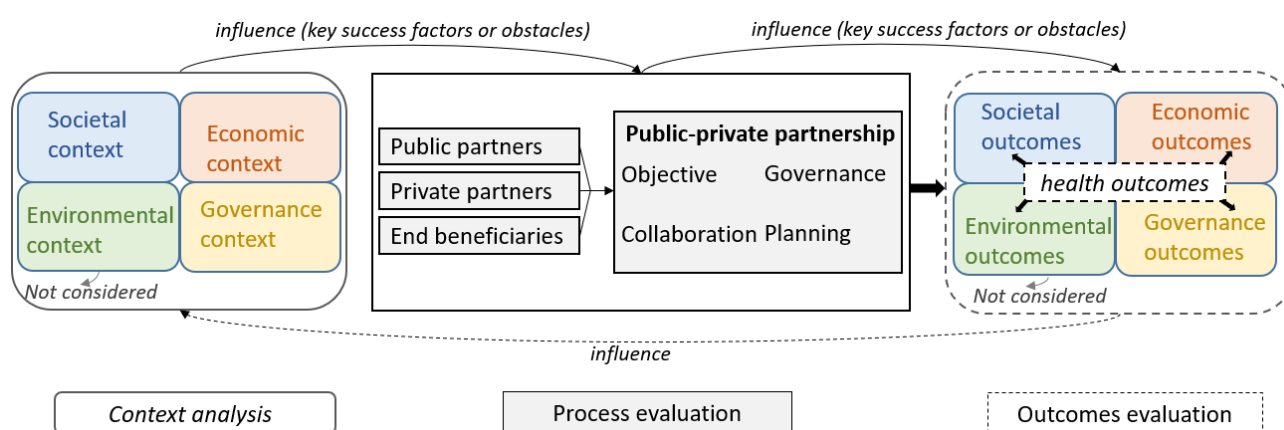 influence (key success factors or obstacles)
influence (key success factors or obstacles)
Societal
context
Economic
context
Environmental
context
Governance
context
Not considered
Public partners
Private partners
End beneficiaries
Public-private partnership
Objective
Governance
Collaboration
Planning
Societal
outcomes
Economic
outcomes
health outcomes
Environmental
outcomes
Governance
outcomes
Not considered
influence
Context analysis
Process evaluation
Outcomes evaluation